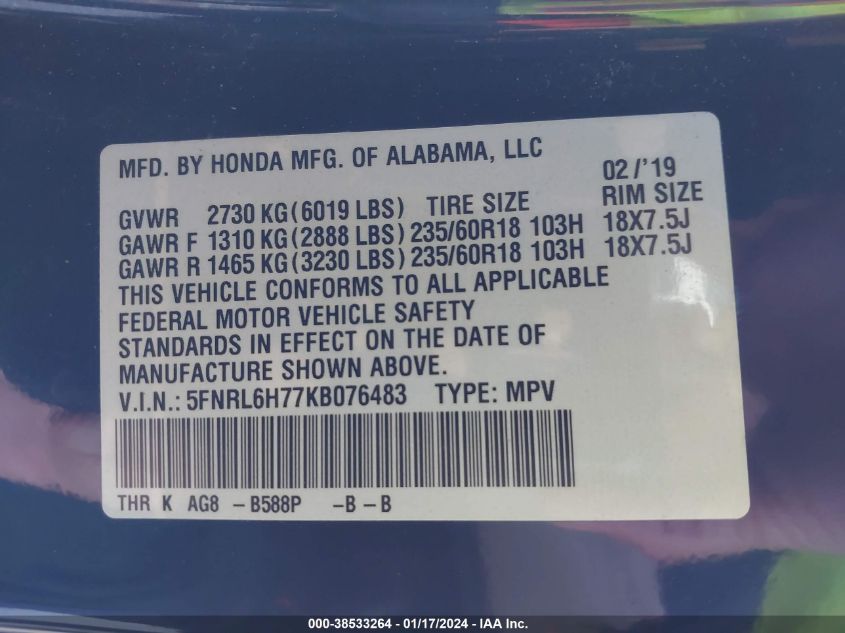 MFD. BY HONDA MFG. OF ALABAMA, LLC 02/'19
GVWR 2730 KG(6019 LBS) TIRE SIZE RIM SIZE
GAWR F 1310 KG(2888 LBS) 235/60R18 103H 18X7.5J
GAWR R 1465 KG(3230 LBS) 235/60R18 103H 18X7.5J
THIS VEHICLE CONFORMS TO ALL APPLICABLE
FEDERAL MOTOR VEHICLE SAFETY
STANDARDS IN EFFECT ON THE DATE OF
MANUFACTURE SHOWN ABOVE.
V.I.N.: 5FNRL6H77KB076483 TYPE: MPV
THR K AG8 -B588P -B-B
000-38533264 - 01/17/2024 - IAA Inc.